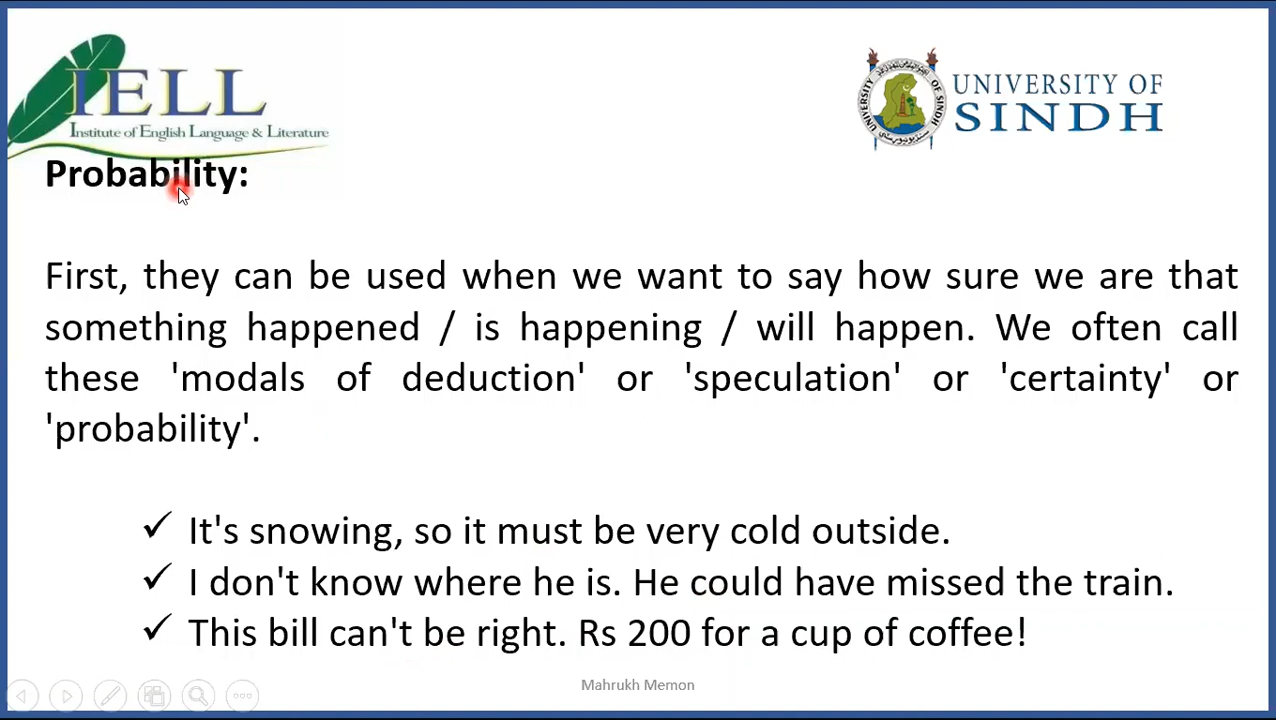 IELL
Institute of English Language & Literature
UNIVERSITY OF
SINDH
UNIVERSITY OF SINDH
Probability:
First, they can be used when we want to say how sure we are that
something happened / is happening / will happen. We often call
these 'modals of deduction' or 'speculation' or 'certainty' or
'probability'.
✓ It's snowing, so it must be very cold outside.
✓ I don't know where he is. He could have missed the train.
✓ This bill can't be right. Rs 200 for a cup of coffee!
Mahrukh Memon